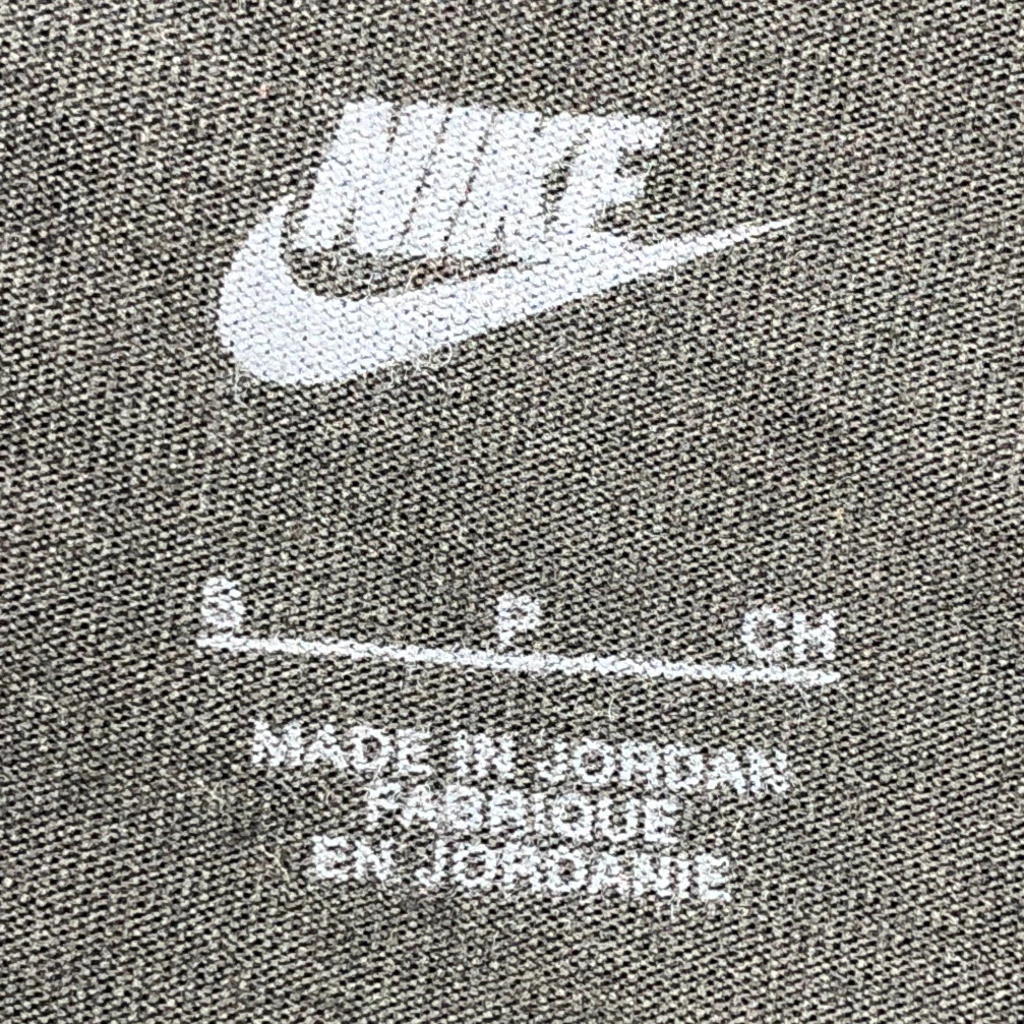 NIKE
S P CH
MADE IN JORDAN
FABRIQUE
EN JORDANIE